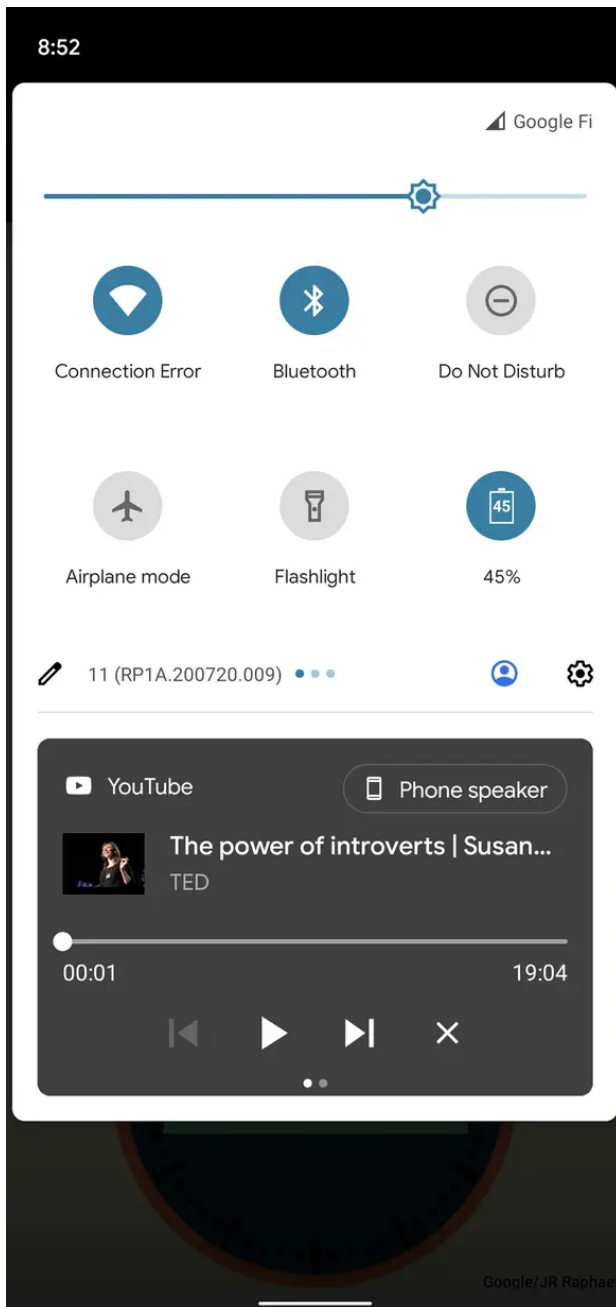 8:52
Google Fi
Connection Error
Bluetooth
Do Not Disturb
45
Airplane mode
Flashlight
45%
11 (RP1A.200720.009)
YouTube
Phone speaker
The power of introverts | Susan...
TED
00:01
19:04
Google/JR Raphael